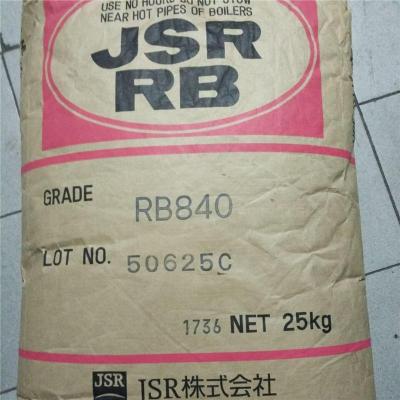 USE NO HOOKS DO NOT STOW
NEAR HOT PIPES OF BOILERS
JSR
RB
GRADE RB840
LOT NO. 50625C
1736 NET 25kg
JSR JSR株式会社